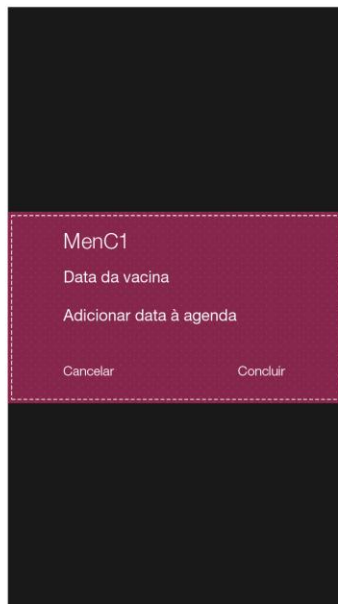 MenC1
Data da vacina
Adicionar data à agenda
Cancelar Concluir